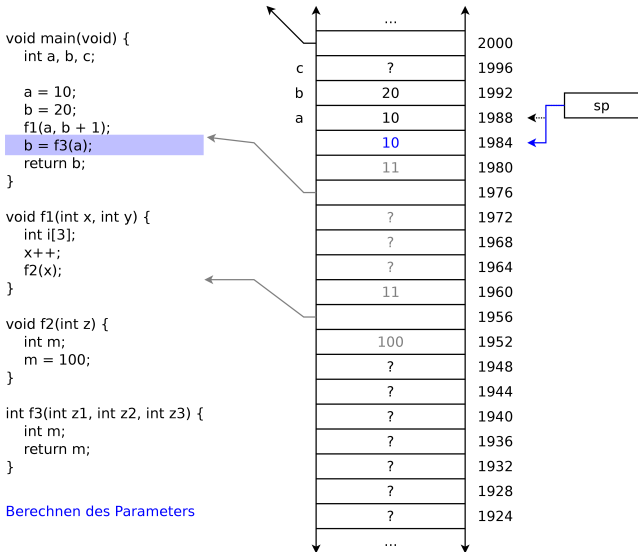 ...
void main(void) {
int a, b, c;
a = 10;
b = 20;
f1(a, b + 1);
b = f3(a);
return b;
}
void f1(int x, int y) {
int i[3];
x++;
f2(x);
}
void f2(int z) {
int m;
m = 100;
}
int f3(int z1, int z2, int z3) {
int m;
return m;
}
Berechnen des Parameters
2000
c ? 1996
b 20 1992
a 10 1988
10 1984
11 1980
1976
? 1972
? 1968
? 1964
11 1960
1956
100 1952
? 1948
? 1944
? 1940
? 1936
? 1932
? 1928
? 1924
...
sp